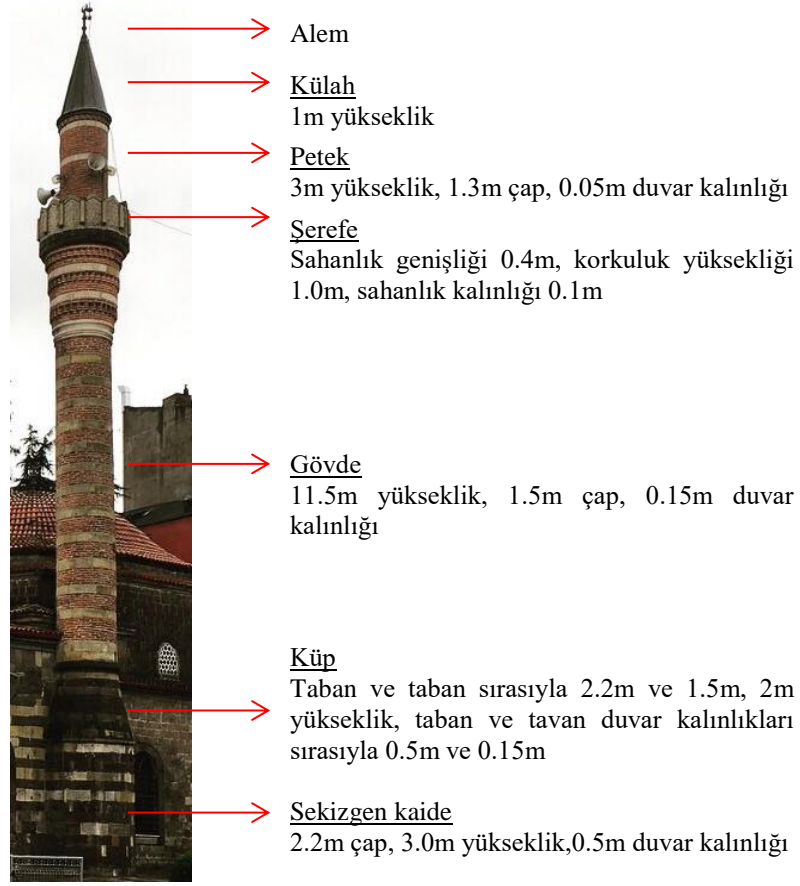 Alem
Külah
1m yükseklik
Petek
3m yükseklik, 1.3m çap, 0.05m duvar kalınlığı
Şerefe
Sahanlık genişliği 0.4m, korkuluk yüksekliği
1.0m, sahanlık kalınlığı 0.1m
Gövde
11.5m yükseklik, 1.5m çap, 0.15m duvar
kalınlığı
Küp
Taban ve taban sırasıyla 2.2m ve 1.5m, 2m
yükseklik, taban ve tavan duvar kalınlıkları
sırasıyla 0.5m ve 0.15m
Sekizgen kaide
2.2m çap, 3.0m yükseklik,0.5m duvar kalınlığı